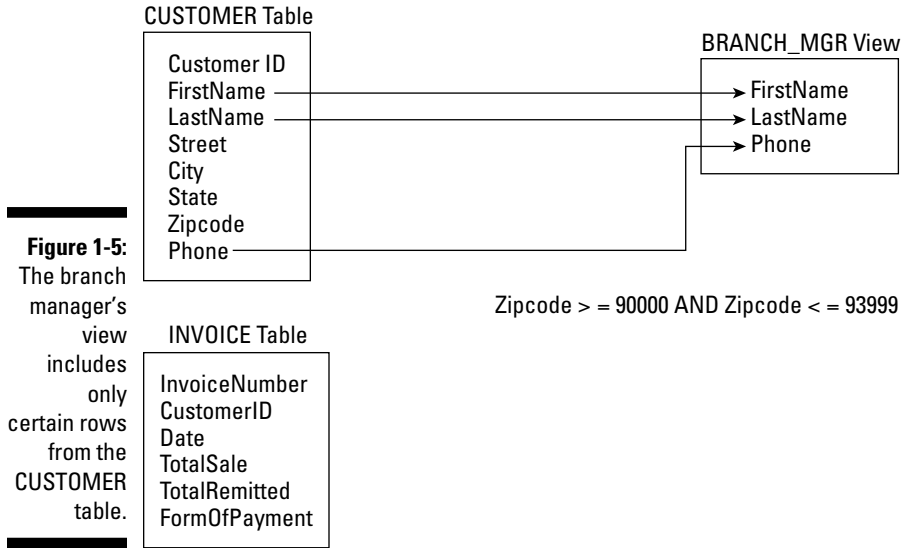 CUSTOMER Table
Customer ID
FirstName
LastName
Street
City
State
Zipcode
Phone
BRANCH_MGR View
FirstName
LastName
Phone
Zipcode > = 90000 AND Zipcode < = 93999
Figure 1-5:
The branch
manager’s
view
includes
only
certain rows
from the
CUSTOMER
table.
INVOICE Table
InvoiceNumber
CustomerID
Date
TotalSale
TotalRemitted
FormOfPayment